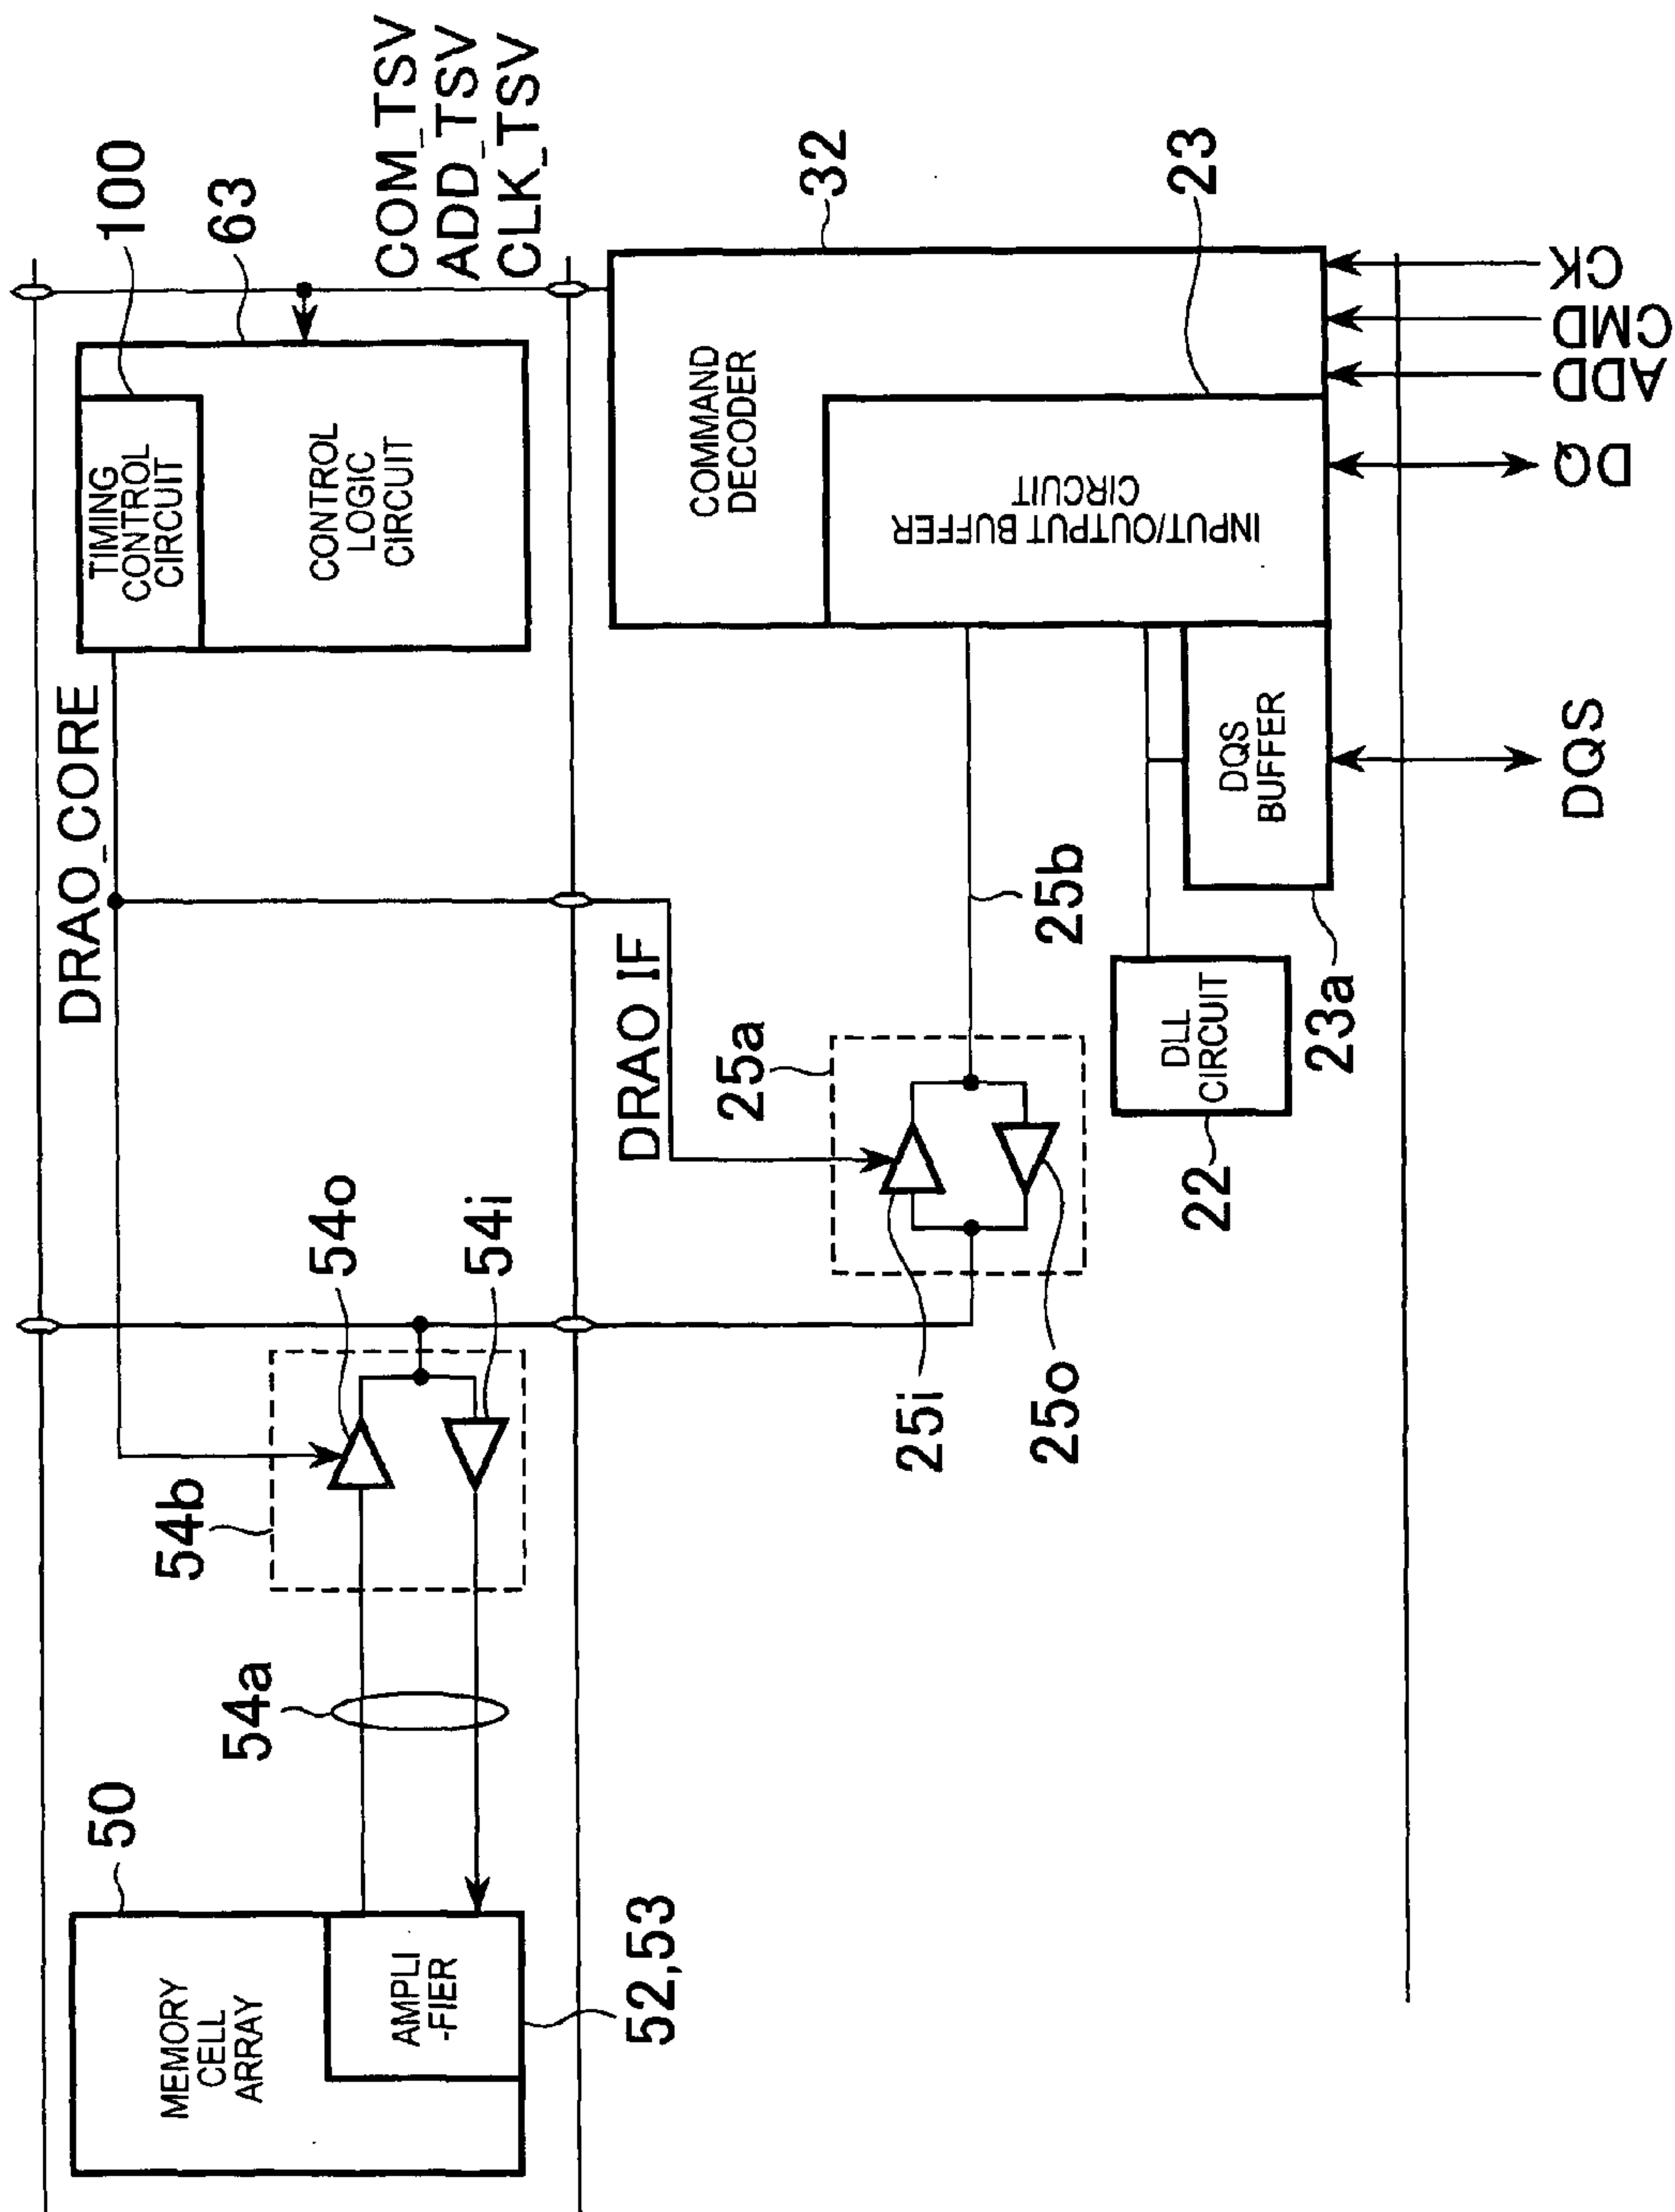 50
MEMORY
CELL
ARRAY
AMPLI
-FIER
52,53
54a
54b
54o
54i
DRAO_CORE
TIMING
CONTROL
CIRCUIT
100
CONTROL
LOGIC
CIRCUIT
63
COM_TSV
ADD_TSV
CLK_TSV
DRAO IF
25a
25i
25o
25b
COMMAND
DECODER
32
INPUT/OUTPUT BUFFER
CIRCUIT
23
DLL
CIRCUIT
22
DQS
BUFFER
23a
DQS
DQ
ADD
CMD
CK